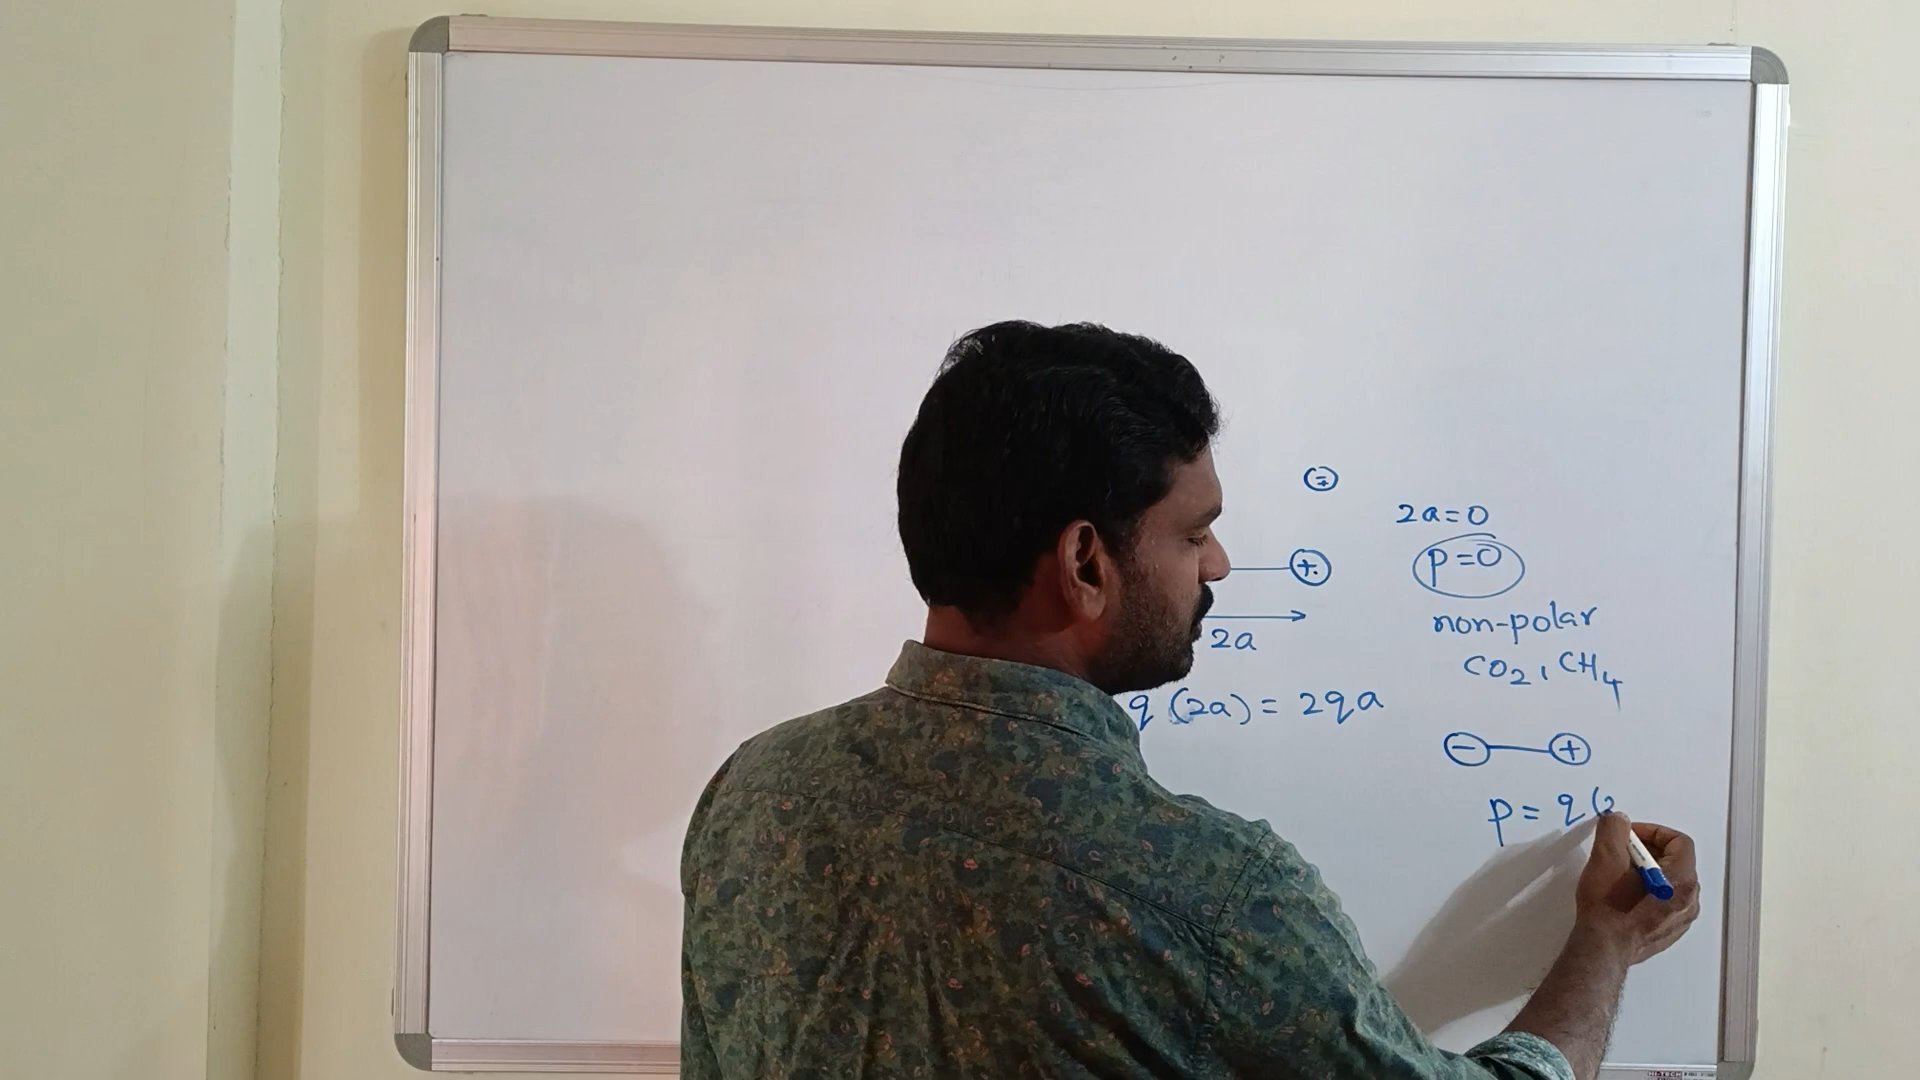 2a=0
+
p=0
2a
non-polar
CO2, CH4
q (2a) = 2qa
− +
p = q (2